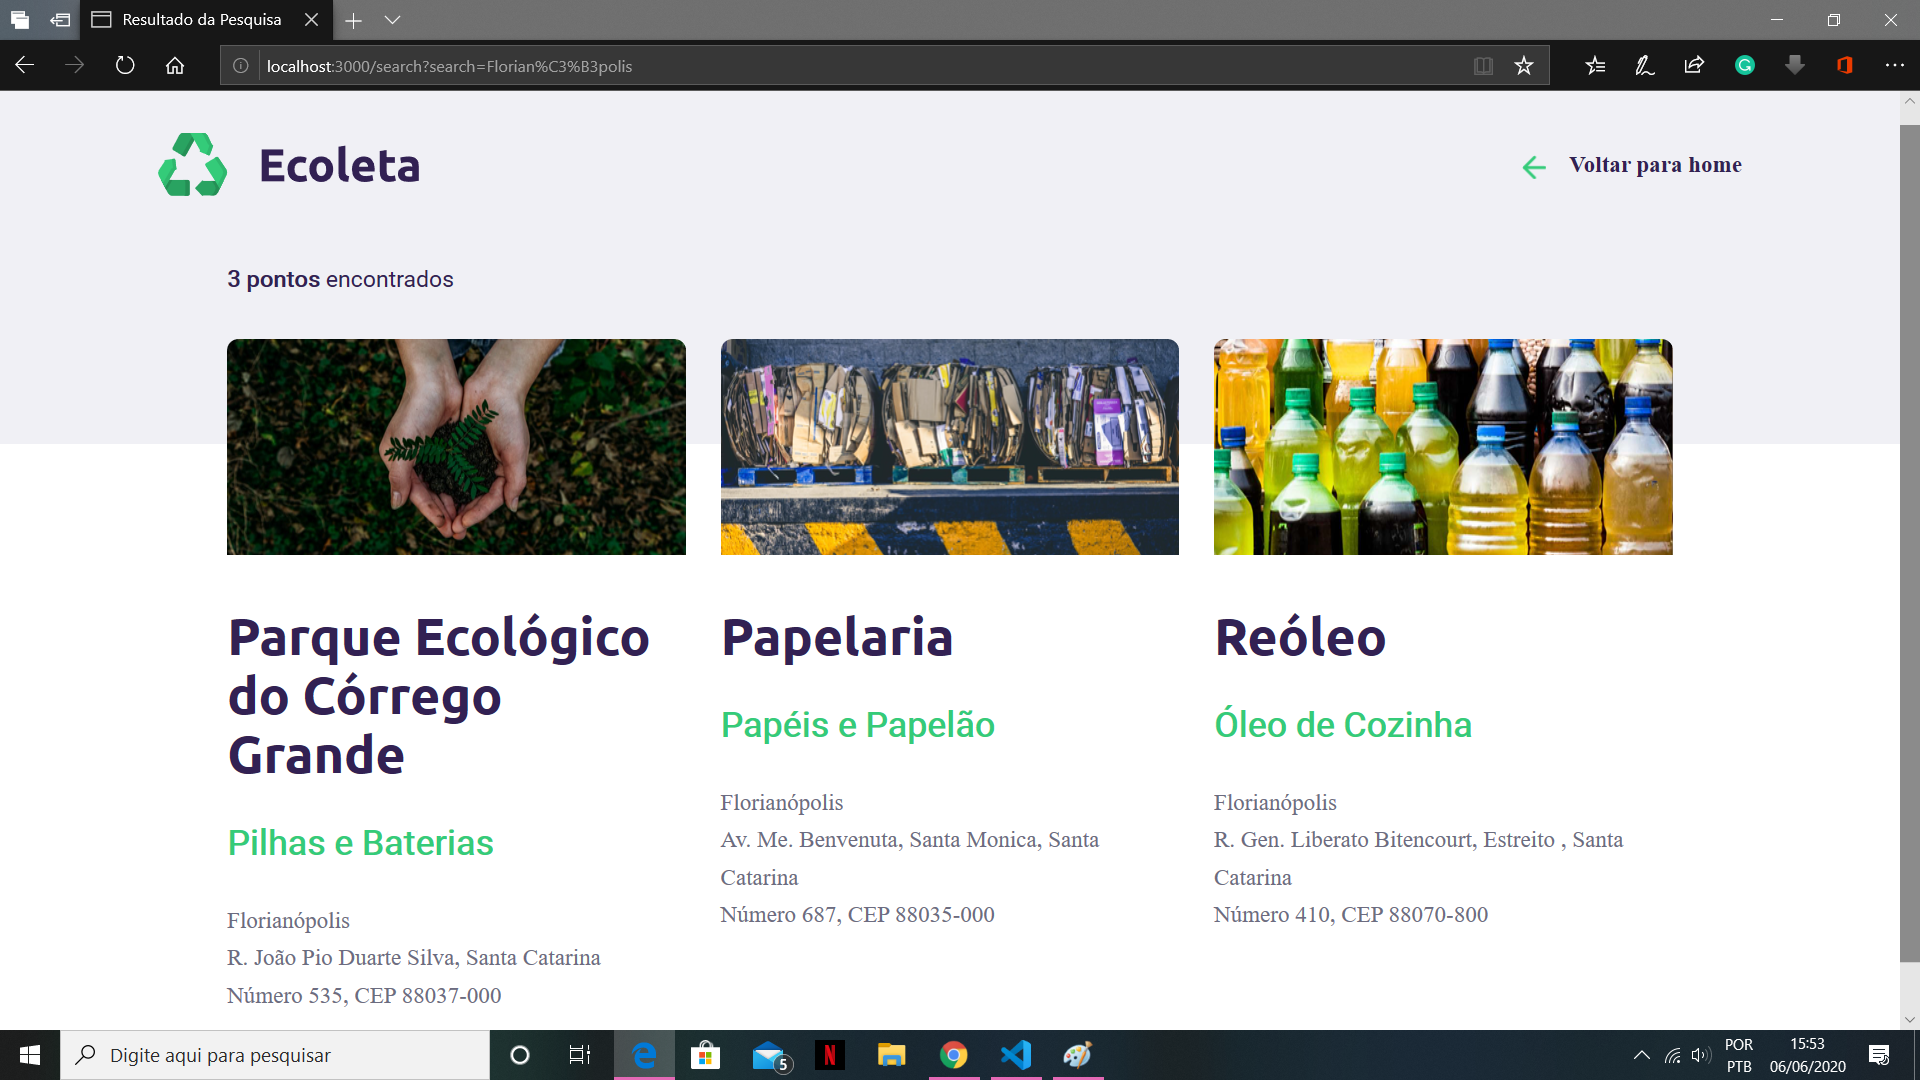 Resultado da Pesquisa
localhost:3000/search?search=Florian%C3%B3polis
Ecoleta
Voltar para home
3 pontos encontrados
Parque Ecológico
do Córrego
Grande
Pilhas e Baterias
Florianópolis
R. João Pio Duarte Silva, Santa Catarina
Número 535, CEP 88037-000
Papelaria
Papéis e Papelão
Florianópolis
Av. Me. Benvenuta, Santa Monica, Santa
Catarina
Número 687, CEP 88035-000
Reóleo
Óleo de Cozinha
Florianópolis
R. Gen. Liberato Bitencourt, Estreito , Santa
Catarina
Número 410, CEP 88070-800
Digite aqui para pesquisar
5
N
POR
PTB
15:53
06/06/2020